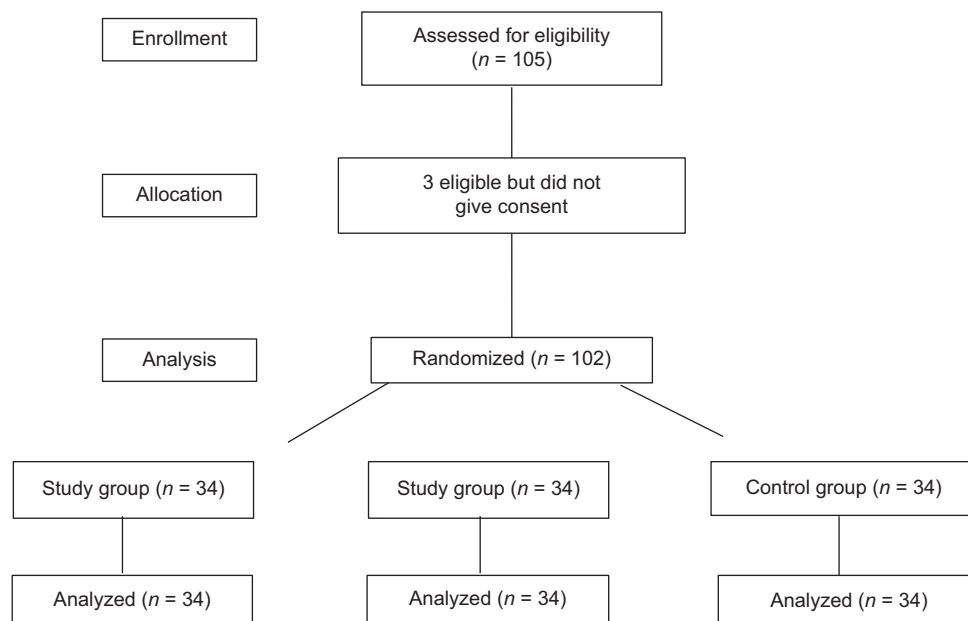 Enrollment
Assessed for eligibility
(n = 105)
Allocation
3 eligible but did not
give consent
Analysis
Randomized (n = 102)
Study group (n = 34)
Study group (n = 34)
Control group (n = 34)
Analyzed (n = 34)
Analyzed (n = 34)
Analyzed (n = 34)